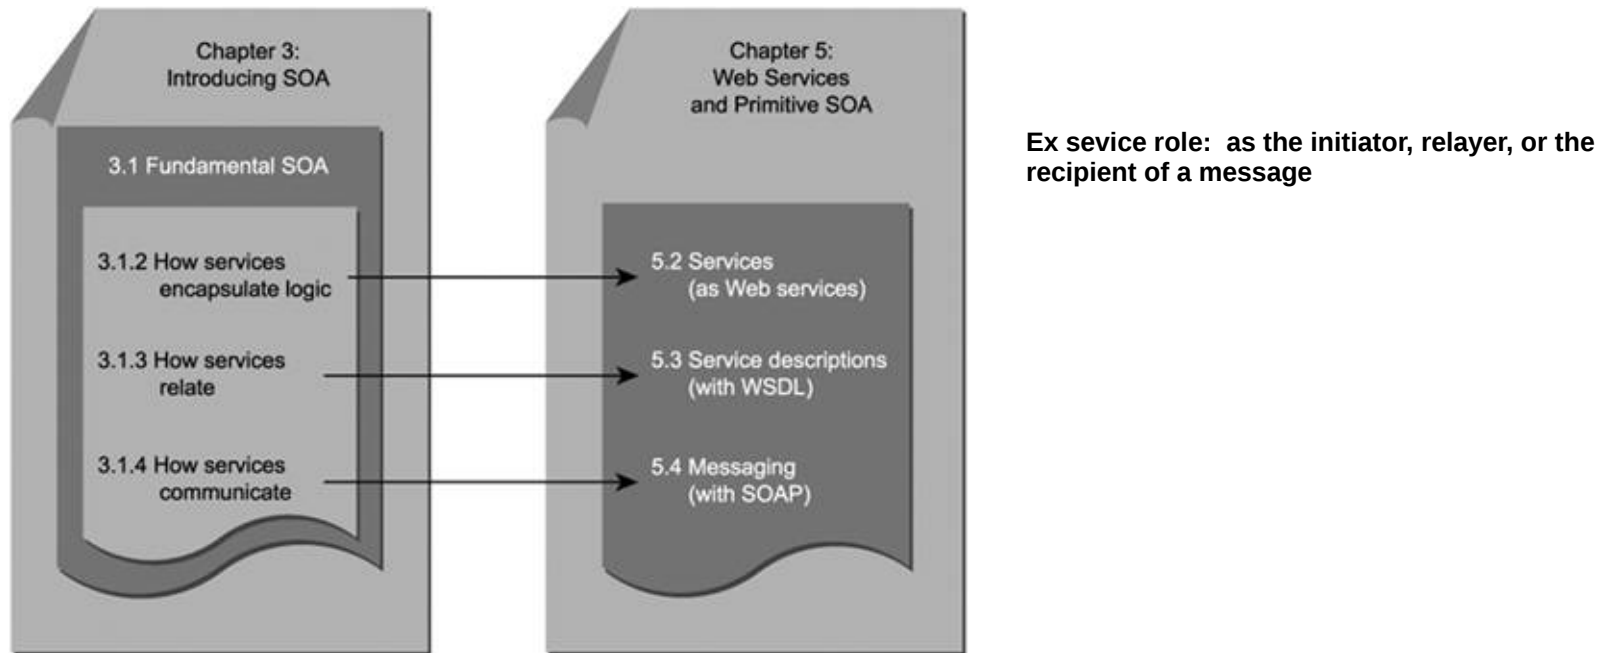 Chapter 3:
Introducing SOA
3.1 Fundamental SOA
3.1.2 How services
encapsulate logic
3.1.3 How services
relate
3.1.4 How services
communicate
Chapter 5:
Web Services
and Primitive SOA
5.2 Services
(as Web services)
5.3 Service descriptions
(with WSDL)
5.4 Messaging
(with SOAP)
Ex sevice role:  as the initiator, relayer, or the
recipient of a message